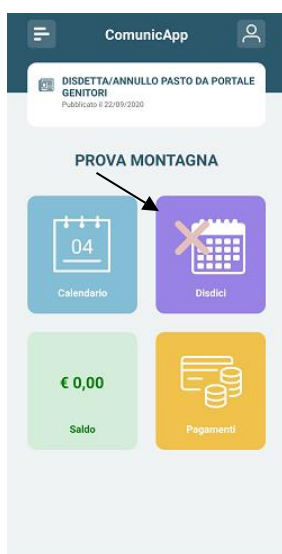 ComunicApp
DISDETTA/ANNULLO PASTO DA PORTALE
GENITORI
Pubblicato il 22/09/2020
PROVA MONTAGNA
04
Calendario
Disdici
€ 0,00
Saldo
Pagamenti